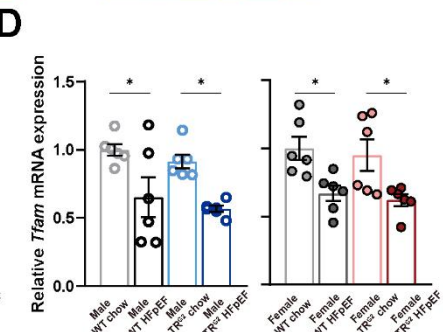 D
Relative Tfam mRNA expression
1.5
1.0
0.5
0.0
* *
* *
Male
WT chow
Male
WT HFpEF
Male
TRᴳ² chow
Male
TRᴳ² HFpEF
Female
WT chow
Female
WT HFpEF
Female
TRᴳ² chow
Female
TRᴳ² HFpEF